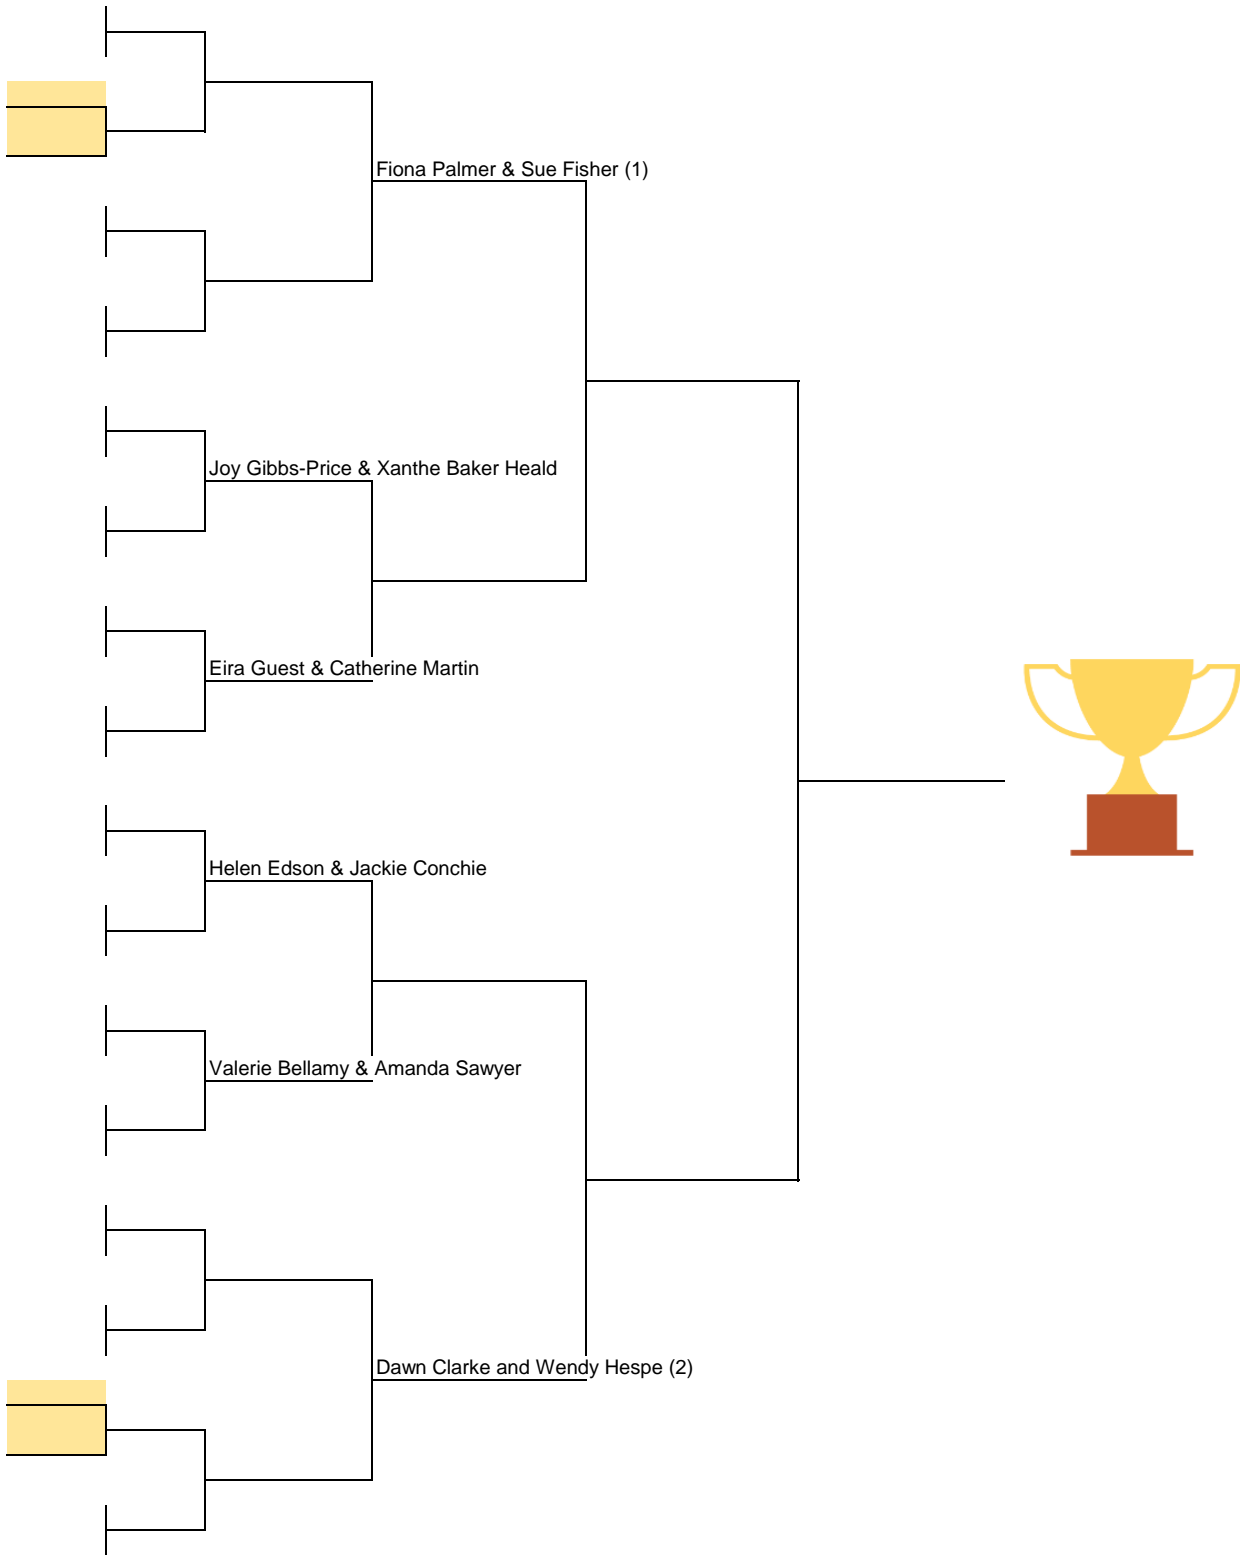 Fiona Palmer & Sue Fisher (1)
Joy Gibbs-Price & Xanthe Baker Heald
Eira Guest & Catherine Martin
Helen Edson & Jackie Conchie
Valerie Bellamy & Amanda Sawyer
Dawn Clarke and Wendy Hespe (2)